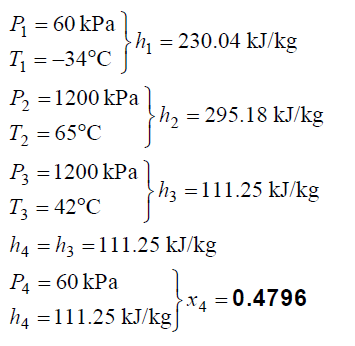 P₁ = 60 kPa
T₁ = −34°C
h₁ = 230.04 kJ/kg
P₂ = 1200 kPa
T₂ = 65°C
h₂ = 295.18 kJ/kg
P₃ = 1200 kPa
T₃ = 42°C
h₃ = 111.25 kJ/kg
h₄ = h₃ = 111.25 kJ/kg
P₄ = 60 kPa
h₄ = 111.25 kJ/kg
x₄ = 0.4796